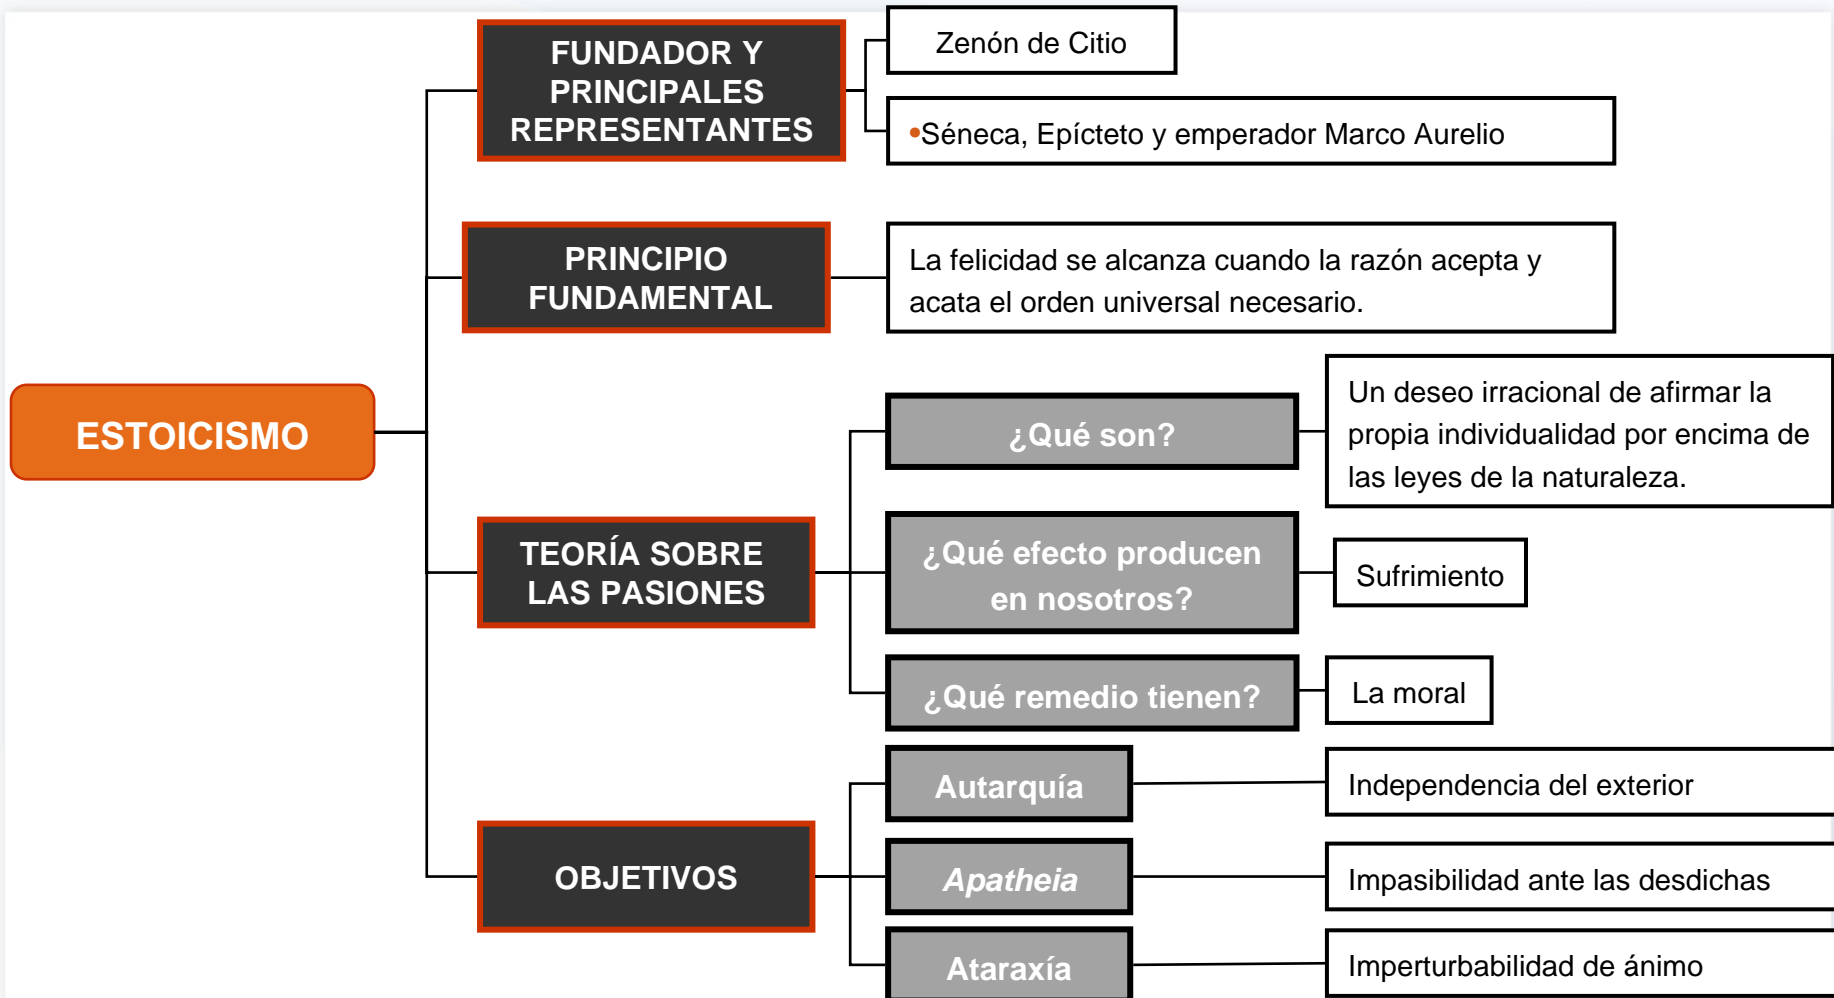 FUNDADOR Y
PRINCIPALES
REPRESENTANTES
Zenón de Citio
•Séneca, Epícteto y emperador Marco Aurelio
PRINCIPIO
FUNDAMENTAL
La felicidad se alcanza cuando la razón acepta y
acata el orden universal necesario.
ESTOICISMO
TEORÍA SOBRE
LAS PASIONES
¿Qué son?
Un deseo irracional de afirmar la
propia individualidad por encima de
las leyes de la naturaleza.
¿Qué efecto producen
en nosotros?
Sufrimiento
¿Qué remedio tienen?
La moral
OBJETIVOS
Autarquía
Independencia del exterior
Apatheia
Impasibilidad ante las desdichas
Ataraxía
Imperturbabilidad de ánimo